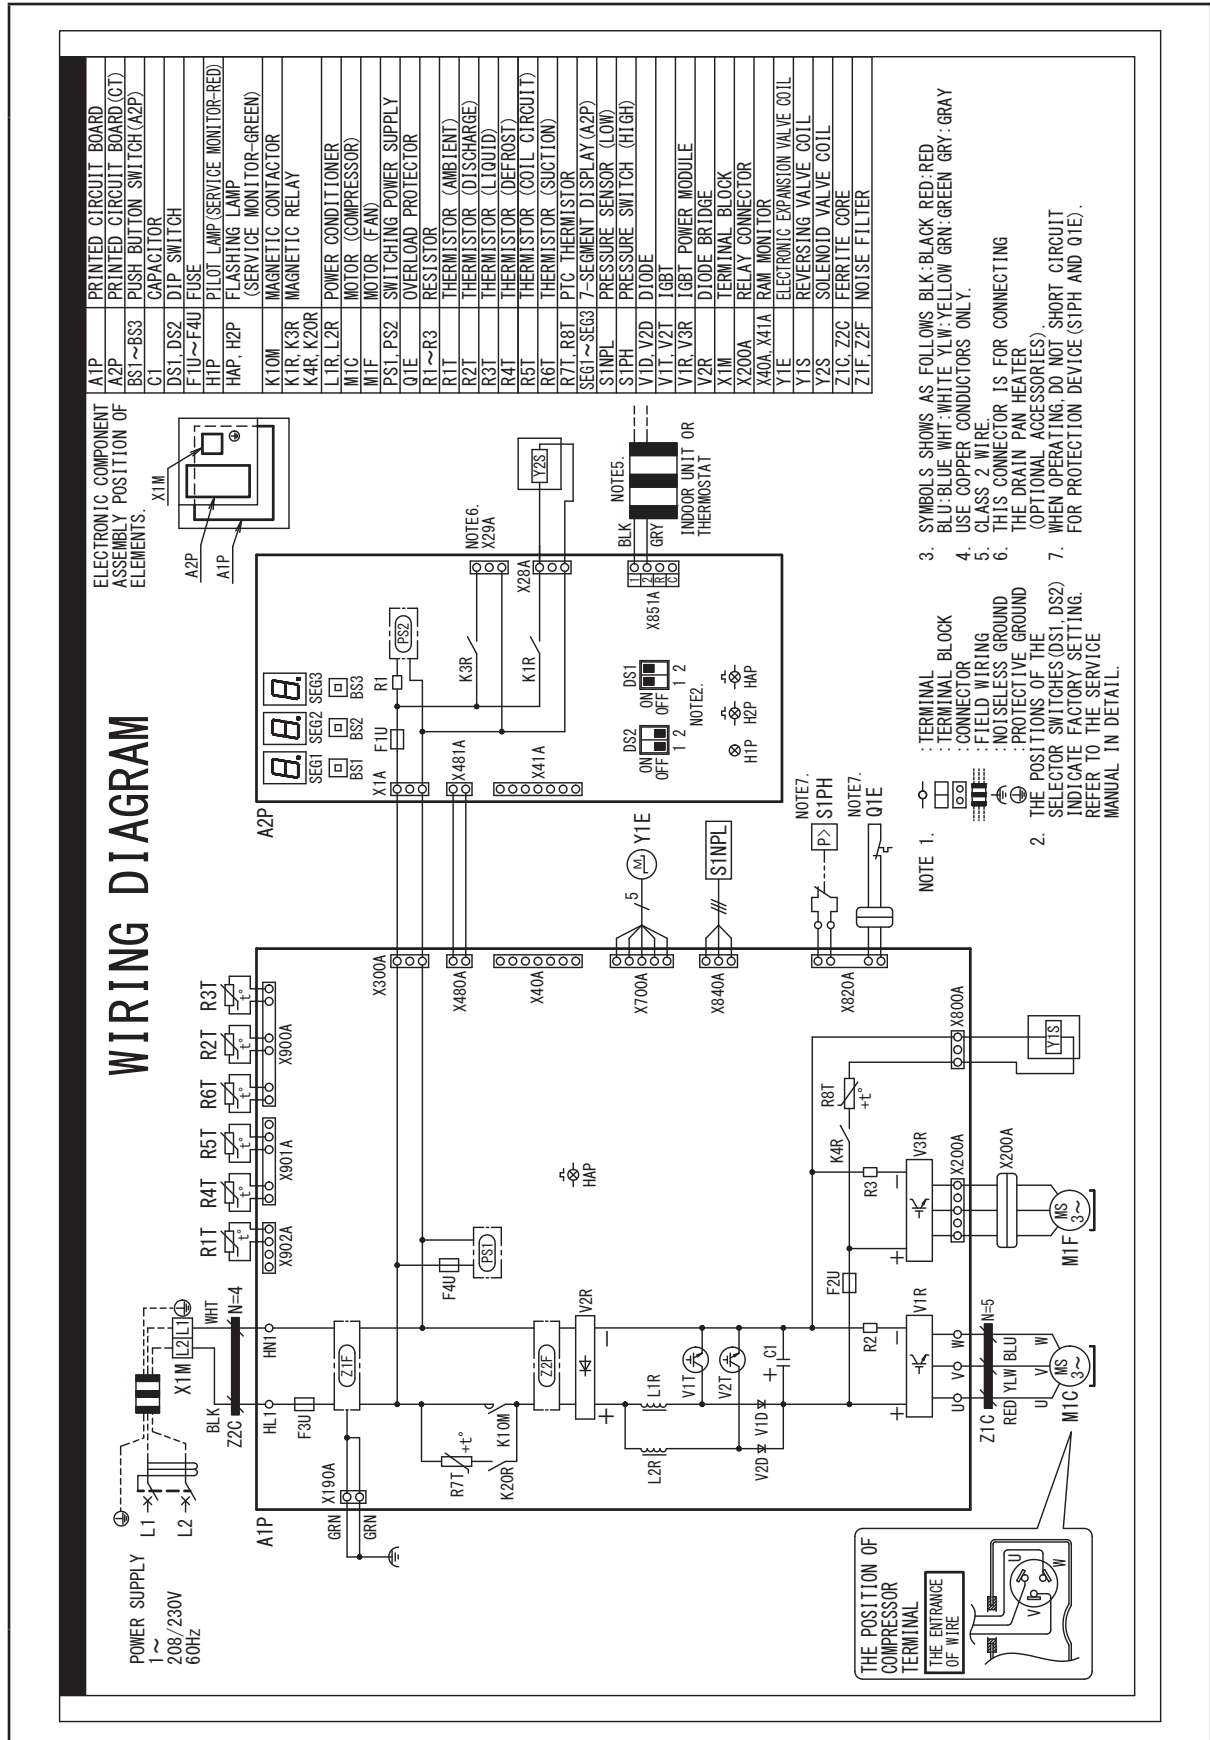 WIRING DIAGRAM
POWER SUPPLY
1~
208/230V
60Hz
L1
L2
X1M
L2 L1
BLK
WHT
Z2C
N=4
HL1
HN1
F3U
Z1F
A1P
GRN
GRN
X190A
R7T
+t°
K20R
K10M
Z2F
V2R
+
−
L2R
L1R
V1T
V2T
V2D
V1D
+
C1
R2
F2U
+
−
V1R
U
V
W
Z1C
N=5
RED YLW BLU
U
V
W
MS
3~
M1C
R1T
t°
R4T
t°
R5T
t°
R6T
t°
R2T
t°
R3T
t°
X902A
X901A
X900A
F4U
PS1
HAP
K4R
R8T
+t°
R3
+
−
V3R
X200A
X200A
MS
3~
M1F
X800A
Y1S
X300A
X480A
X40A
X700A
X840A
X820A
5
M
Y1E
S1NPL
NOTE7.
P>
S1PH
NOTE7.
Q1E
A2P
SEG1
SEG2
SEG3
BS1
BS2
BS3
X1A
X481A
X41A
F1U
R1
PS2
K3R
K1R
NOTE6.
X29A
X28A
Y2S
DS2
ON
OFF
1 2
DS1
ON
OFF
1 2
NOTE2.
H1P
H2P
HAP
X851A
1
2
R
C
BLK
GRY
NOTE5.
INDOOR UNIT OR
THERMOSTAT
ELECTRONIC COMPONENT
ASSEMBLY POSITION OF
ELEMENTS.
A2P
A1P
X1M
A1P PRINTED CIRCUIT BOARD
A2P PRINTED CIRCUIT BOARD(CT)
BS1~BS3 PUSH BUTTON SWITCH(A2P)
C1 CAPACITOR
DS1,DS2 DIP SWITCH
F1U~F4U FUSE
H1P PILOT LAMP(SERVICE MONITOR-RED)
HAP,H2P FLASHING LAMP
(SERVICE MONITOR-GREEN)
K10M MAGNETIC CONTACTOR
K1R,K3R MAGNETIC RELAY
K4R,K20R
L1R,L2R POWER CONDITIONER
M1C MOTOR (COMPRESSOR)
M1F MOTOR (FAN)
PS1,PS2 SWITCHING POWER SUPPLY
Q1E OVERLOAD PROTECTOR
R1~R3 RESISTOR
R1T THERMISTOR (AMBIENT)
R2T THERMISTOR (DISCHARGE)
R3T THERMISTOR (LIQUID)
R4T THERMISTOR (DEFROST)
R5T THERMISTOR (COIL CIRCUIT)
R6T THERMISTOR (SUCTION)
R7T,R8T PTC THERMISTOR
SEG1~SEG3 7-SEGMENT DISPLAY(A2P)
S1NPL PRESSURE SENSOR (LOW)
S1PH PRESSURE SWITCH (HIGH)
V1D,V2D DIODE
V1T,V2T IGBT
V1R,V3R IGBT POWER MODULE
V2R DIODE BRIDGE
X1M TERMINAL BLOCK
X200A RELAY CONNECTOR
X40A,X41A RAM MONITOR
Y1E ELECTRONIC EXPANSION VALVE COIL
Y1S REVERSING VALVE COIL
Y2S SOLENOID VALVE COIL
Z1C,Z2C FERRITE CORE
Z1F,Z2F NOISE FILTER
THE POSITION OF
COMPRESSOR
TERMINAL
THE ENTRANCE
OF WIRE
U
V
W
NOTE 1.
:TERMINAL
:TERMINAL BLOCK
:CONNECTOR
:FIELD WIRING
:NOISELESS GROUND
:PROTECTIVE GROUND
2. THE POSITIONS OF THE
SELECTOR SWITCHES(DS1,DS2)
INDICATE FACTORY SETTING.
REFER TO THE SERVICE
MANUAL IN DETAIL.
3. SYMBOLS SHOWS AS FOLLOWS BLK:BLACK RED:RED
BLU:BLUE WHT:WHITE YLW:YELLOW GRN:GREEN GRY:GRAY
4. USE COPPER CONDUCTORS ONLY.
5. CLASS 2 WIRE.
6. THIS CONNECTOR IS FOR CONNECTING
THE DRAIN PAN HEATER
(OPTIONAL ACCESSORIES).
7. WHEN OPERATING,DO NOT SHORT CIRCUIT
FOR PROTECTION DEVICE(S1PH AND Q1E).